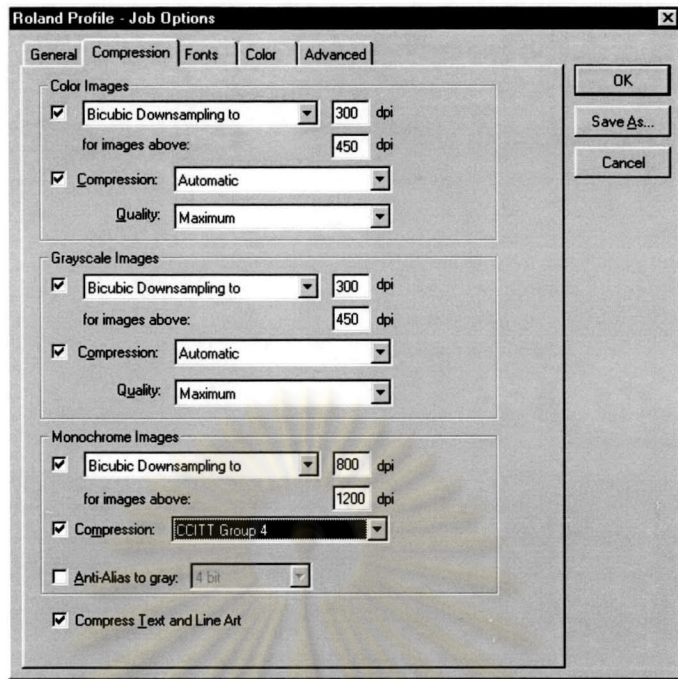 Roland Profile - Job Options
General Compression Fonts Color Advanced
OK
Save As...
Cancel
Color Images
Bicubic Downsampling to 300 dpi
for images above: 450 dpi
Compression: Automatic
Quality: Maximum
Grayscale Images
Bicubic Downsampling to 300 dpi
for images above: 450 dpi
Compression: Automatic
Quality: Maximum
Monochrome Images
Bicubic Downsampling to 800 dpi
for images above: 1200 dpi
Compression: CCITT Group 4
Anti-Alias to gray: 4 bit
Compress Text and Line Art